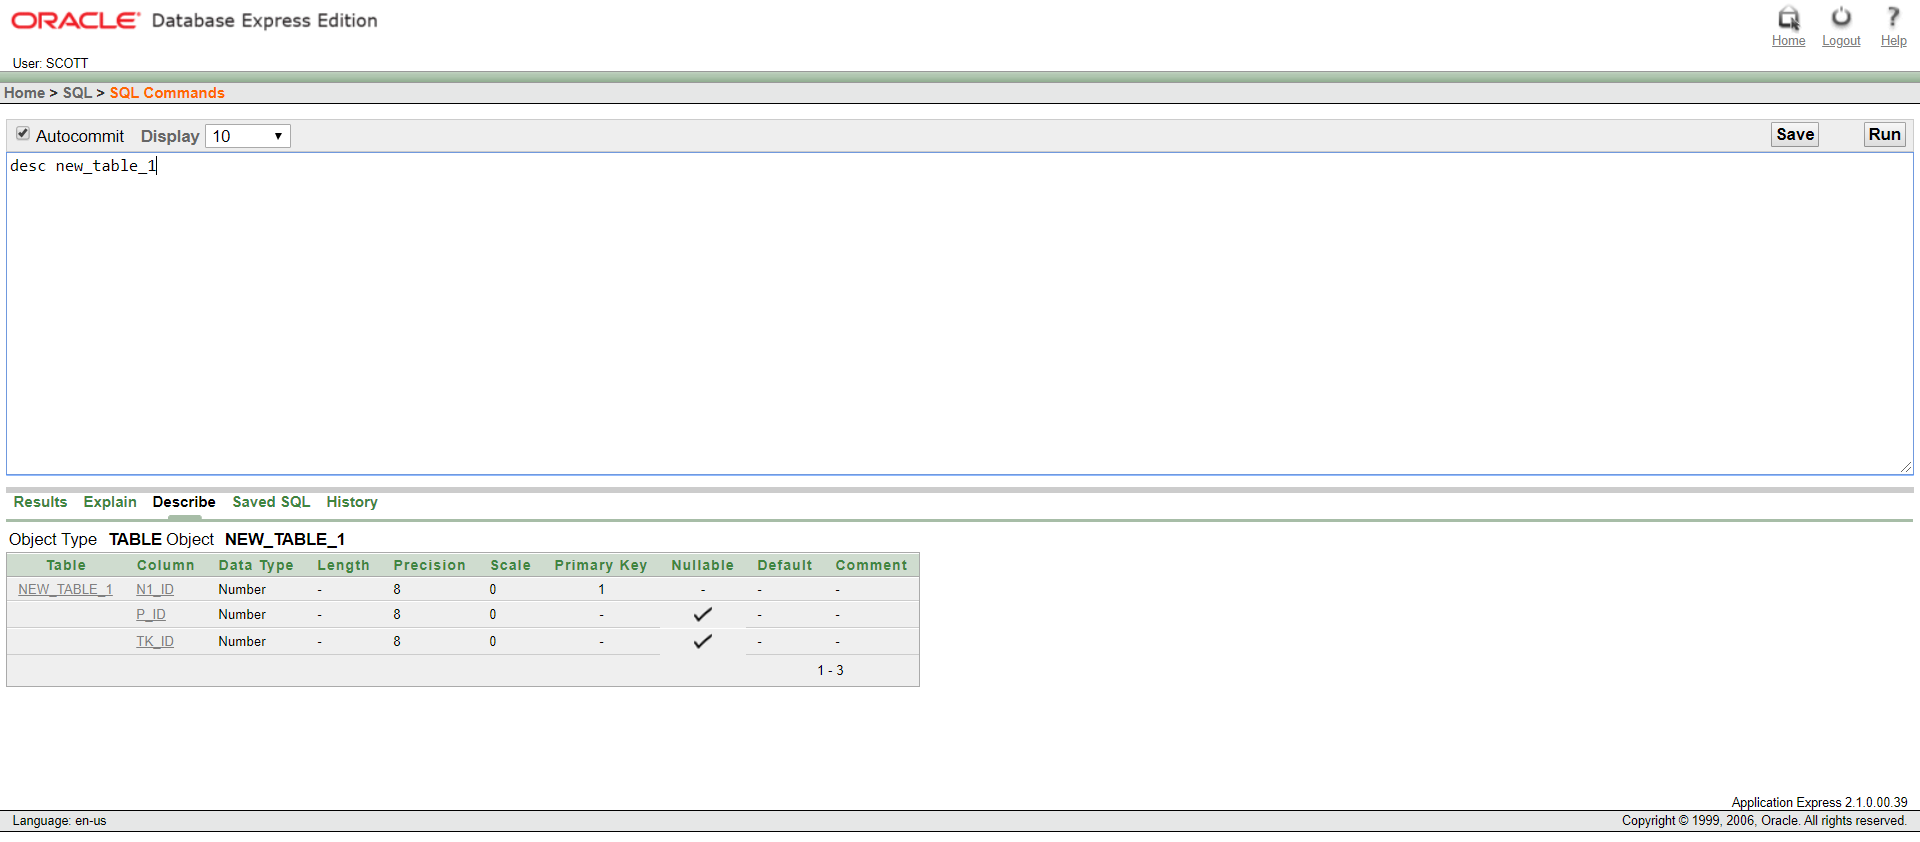 ORACLE Database Express Edition
Home Logout Help
User: SCOTT
Home > SQL > SQL Commands
Autocommit Display 10 Save Run
desc new_table_1
Results Explain Describe Saved SQL History
Object Type TABLE Object NEW_TABLE_1
Table Column Data Type Length Precision Scale Primary Key Nullable Default Comment
NEW_TABLE_1 N1_ID Number - 8 0 1 - - -
P_ID Number - 8 0 - - -
TK_ID Number - 8 0 - - -
1 - 3
Application Express 2.1.0.00.39
Language: en-us Copyright © 1999, 2006, Oracle. All rights reserved.